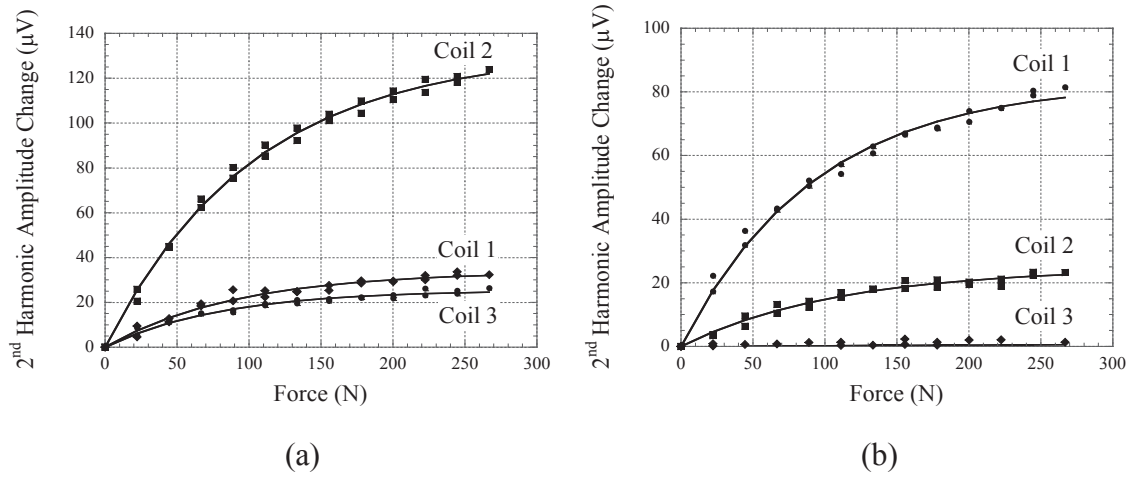 2nd Harmonic Amplitude Change (μV)
140
120
100
80
60
40
20
0
0 50 100 150 200 250 300
Force (N)
Coil 2
Coil 1
Coil 3
(a)
2nd Harmonic Amplitude Change (μV)
100
80
60
40
20
0
0 50 100 150 200 250 300
Force (N)
Coil 1
Coil 2
Coil 3
(b)